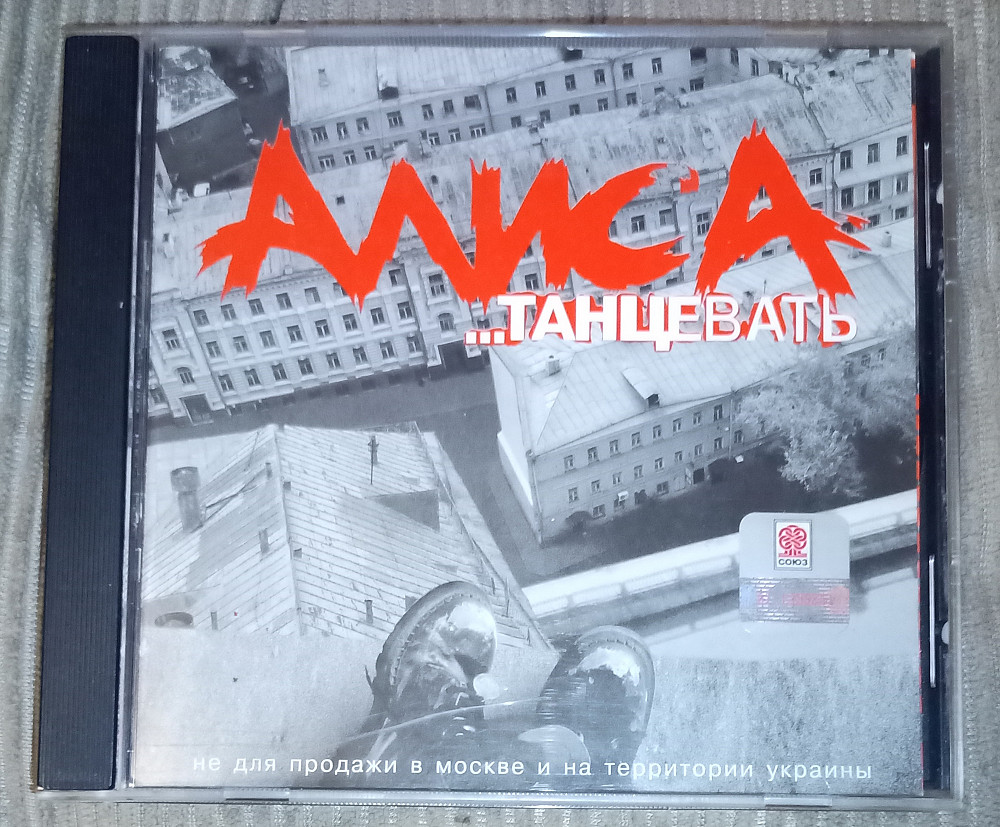 АЛИСА
...ТАНЦЕВАТЬ
СОЮЗ
не для продажи в москве и на территории украины